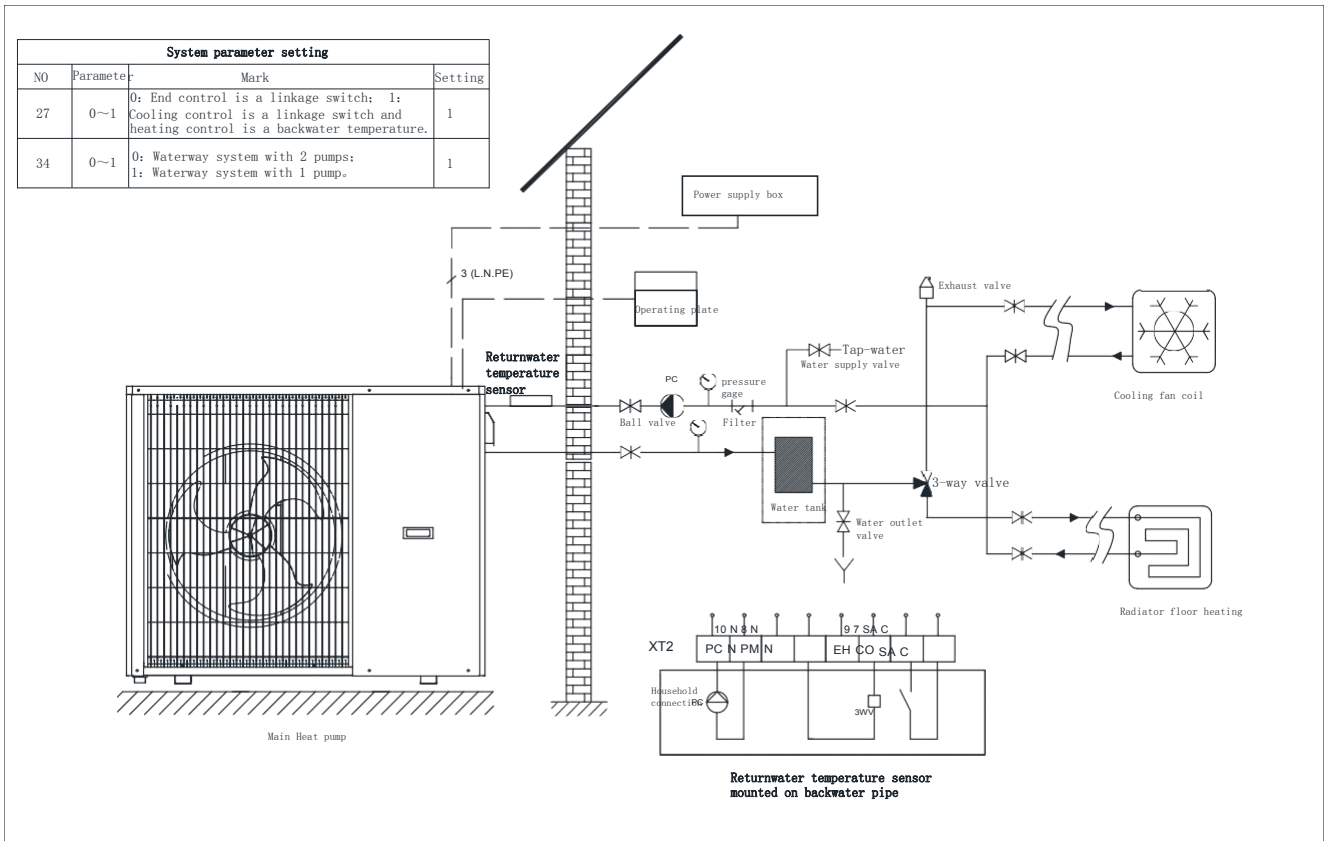 System parameter setting
NO Parameter Mark Setting
27 0~1 0: End control is a linkage switch; 1:
Cooling control is a linkage switch and
heating control is a backwater temperature. 1
34 0~1 0: Waterway system with 2 pumps;
1: Waterway system with 1 pump。 1
Power supply box
3 (L.N.PE)
Operating plate
Exhaust valve
Returnwater
temperature
sensor
Tap-water
Water supply valve
PC
pressure
gage
Ball valve
Filter
Cooling fan coil
3-way valve
Water tank
Water outlet
valve
Radiator floor heating
10 N 8 N 9 7 SA C
XT2 PC N PM N EH CO SA C
Household
connection
PC
3WV
Main Heat pump
Returnwater temperature sensor
mounted on backwater pipe